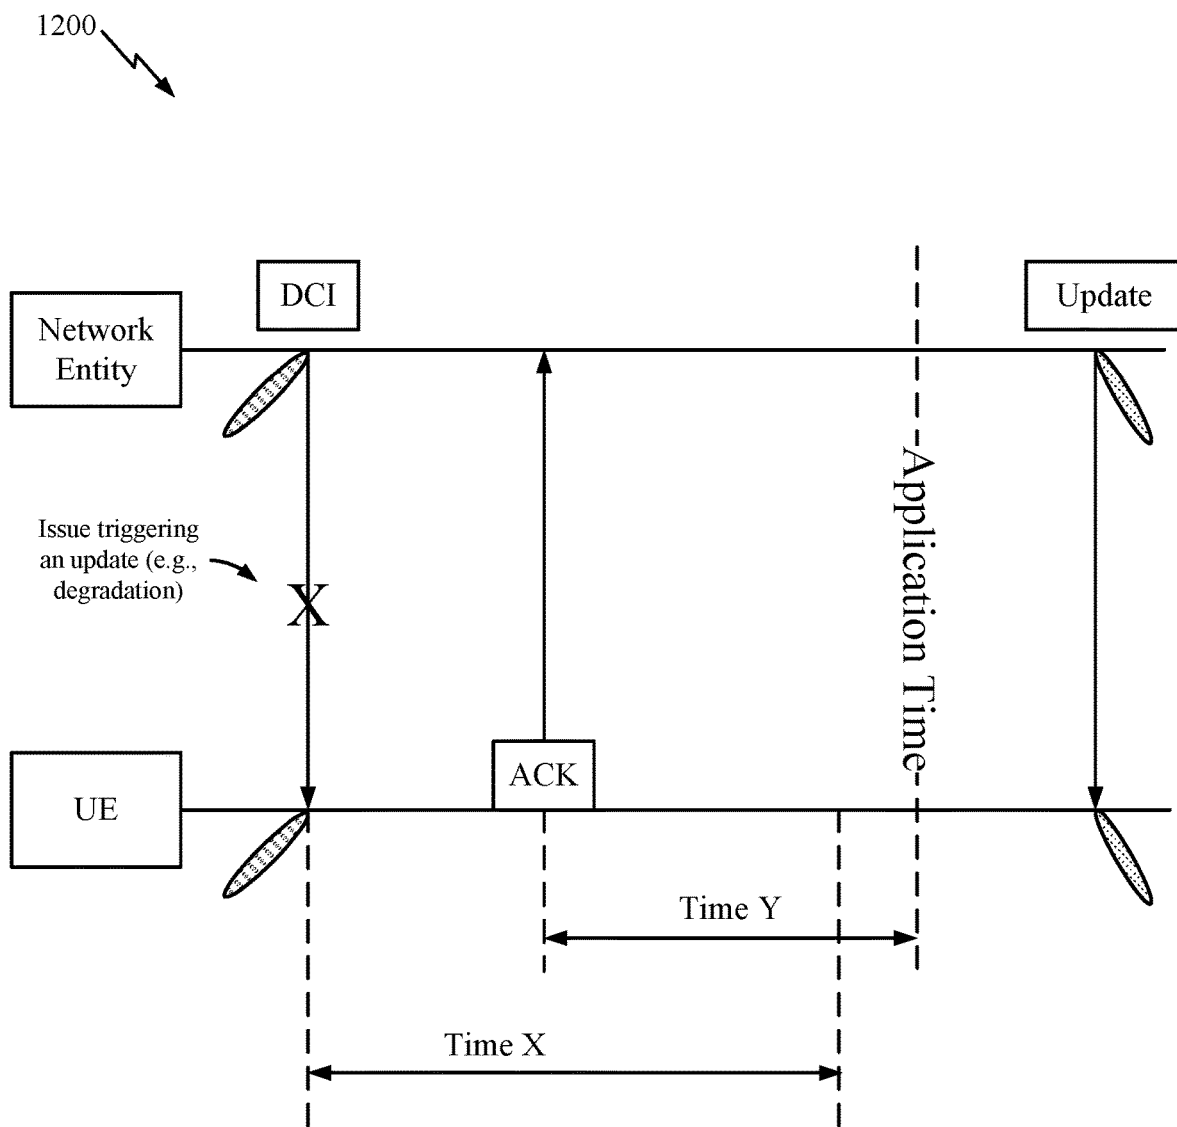 1200
DCI
Update
Network
Entity
Application Time
Issue triggering
an update (e.g.,
degradation)
X
ACK
UE
Time Y
Time X